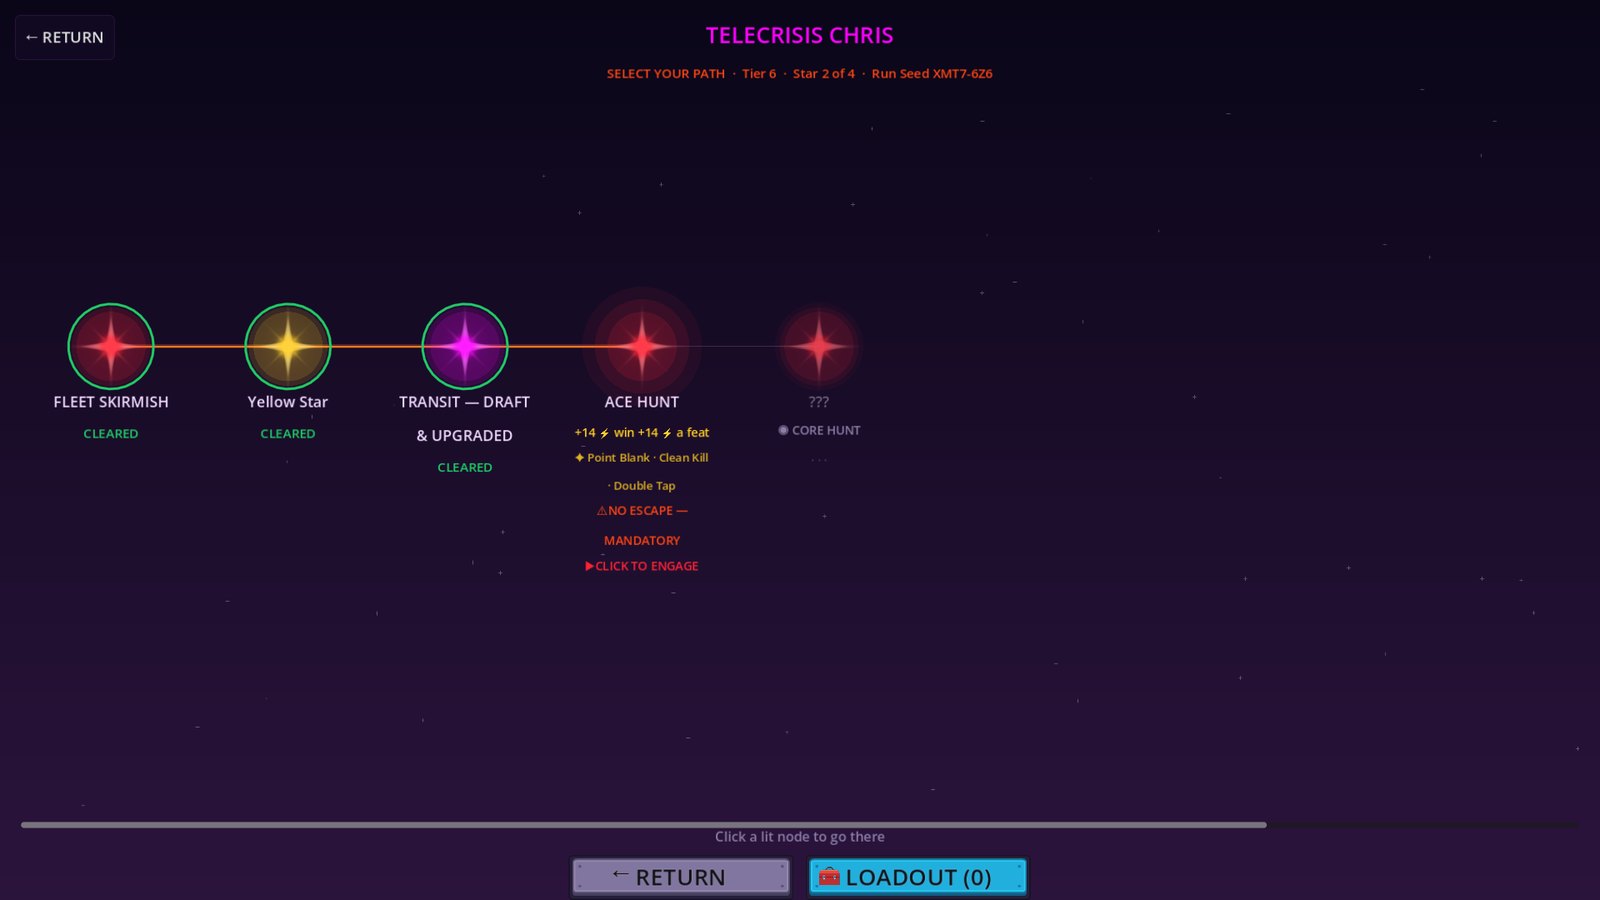 ← RETURN
TELECRISIS CHRIS
SELECT YOUR PATH · Tier 6 · Star 2 of 4 · Run Seed XMT7-6Z6
FLEET SKIRMISH
CLEARED
Yellow Star
CLEARED
TRANSIT — DRAFT
& UPGRADED
CLEARED
ACE HUNT
+14 ⚡ win +14 ⚡ a feat
✦ Point Blank · Clean Kill
· Double Tap
⚠NO ESCAPE —
MANDATORY
▶CLICK TO ENGAGE
???
◉ CORE HUNT
· · ·
Click a lit node to go there
← RETURN
🧰 LOADOUT (0)